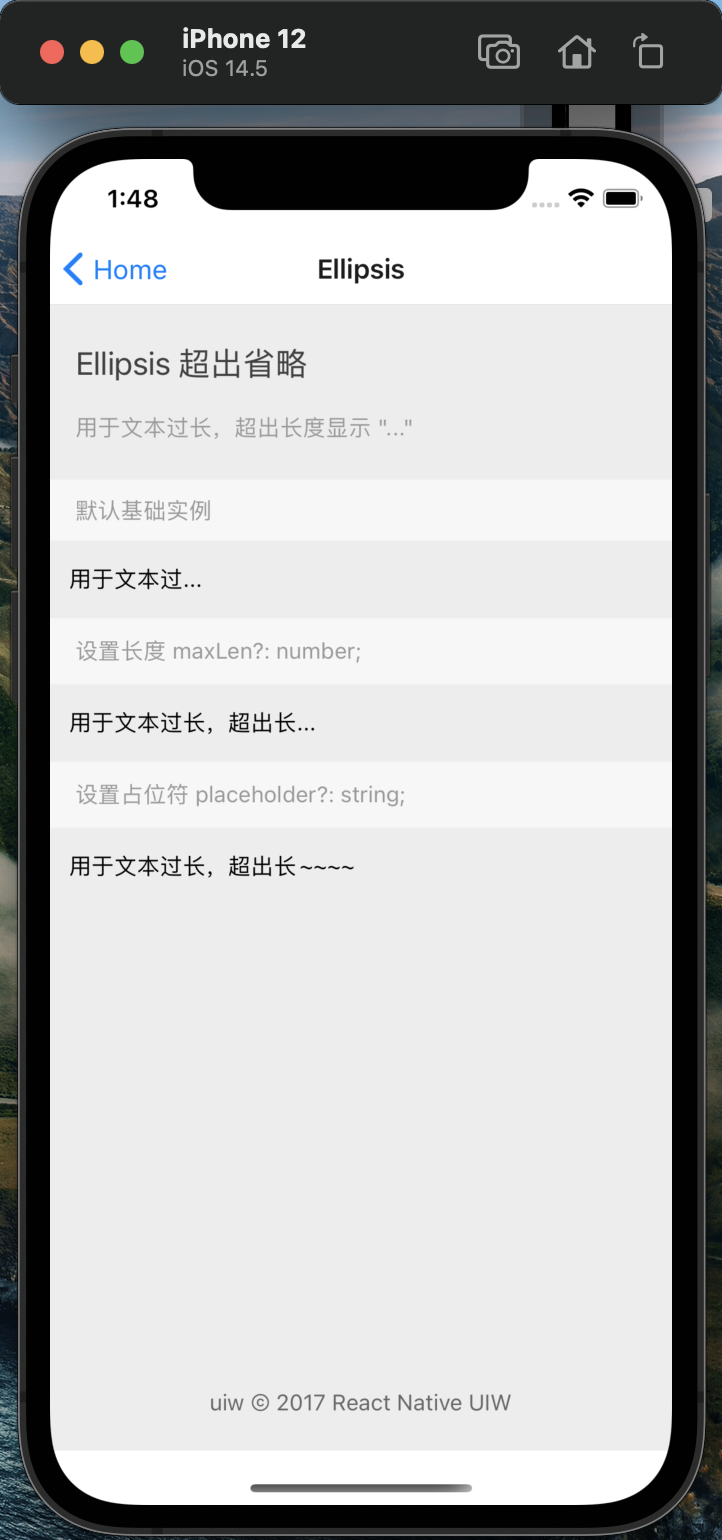 iPhone 12
iOS 14.5
1:48
Home
Ellipsis
Ellipsis 超出省略
用于文本过长，超出长度显示 "..."
默认基础实例
用于文本过...
设置长度 maxLen?: number;
用于文本过长，超出长...
设置占位符 placeholder?: string;
用于文本过长，超出长~~~~
uiw © 2017 React Native UIW